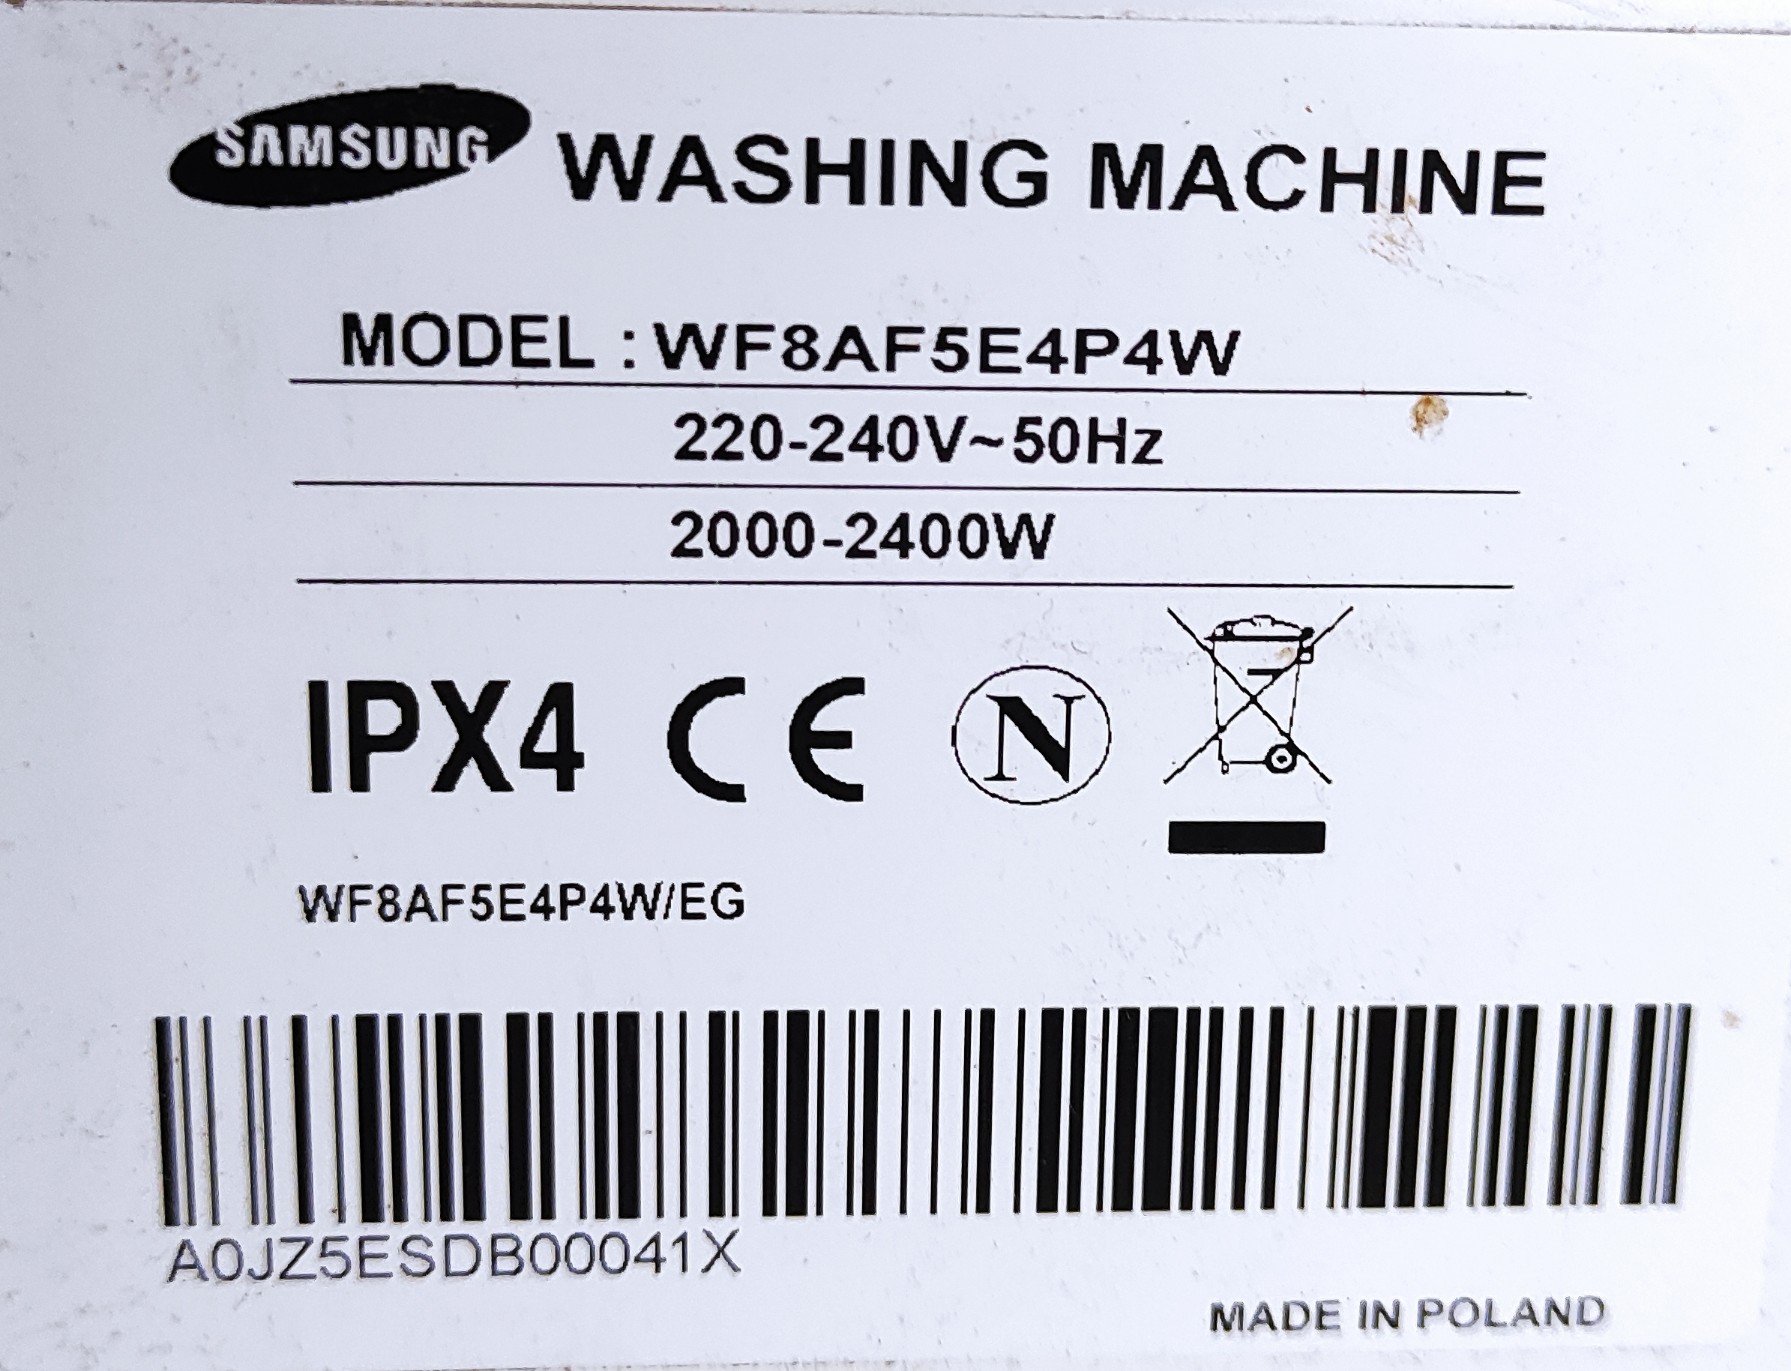 SAMSUNG WASHING MACHINE
MODEL : WF8AF5E4P4W
220-240V~50Hz
2000-2400W
IPX4 CE N
WF8AF5E4P4W/EG
A0JZ5ESDB00041X
MADE IN POLAND